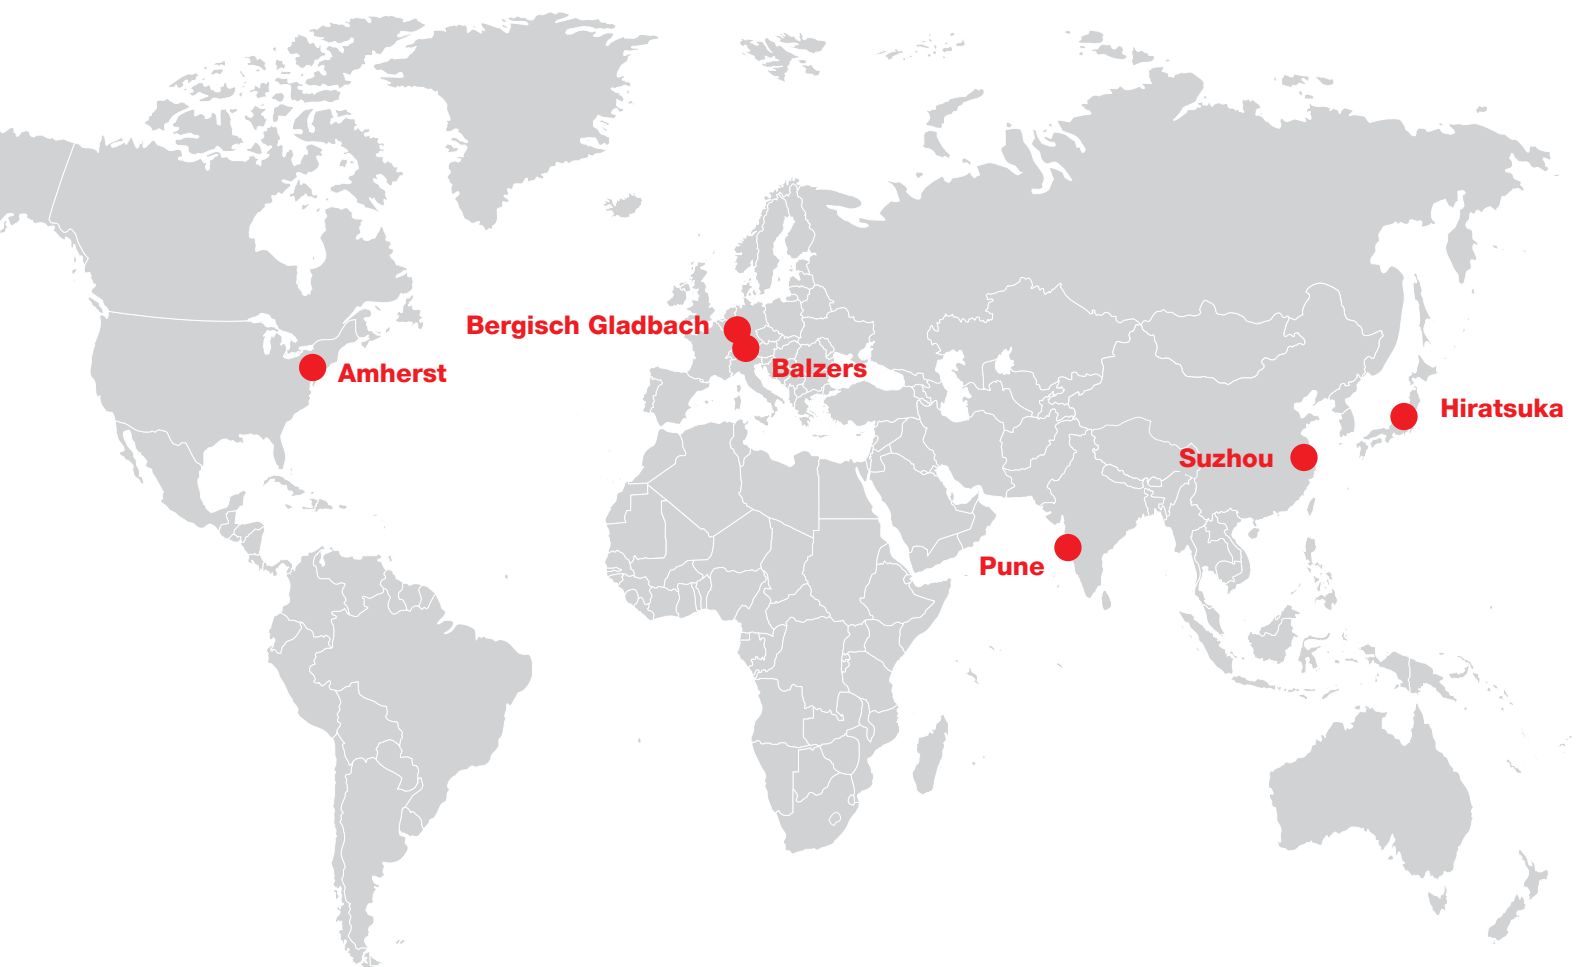 Bergisch Gladbach
Balzers
Amherst
Hiratsuka
Suzhou
Pune